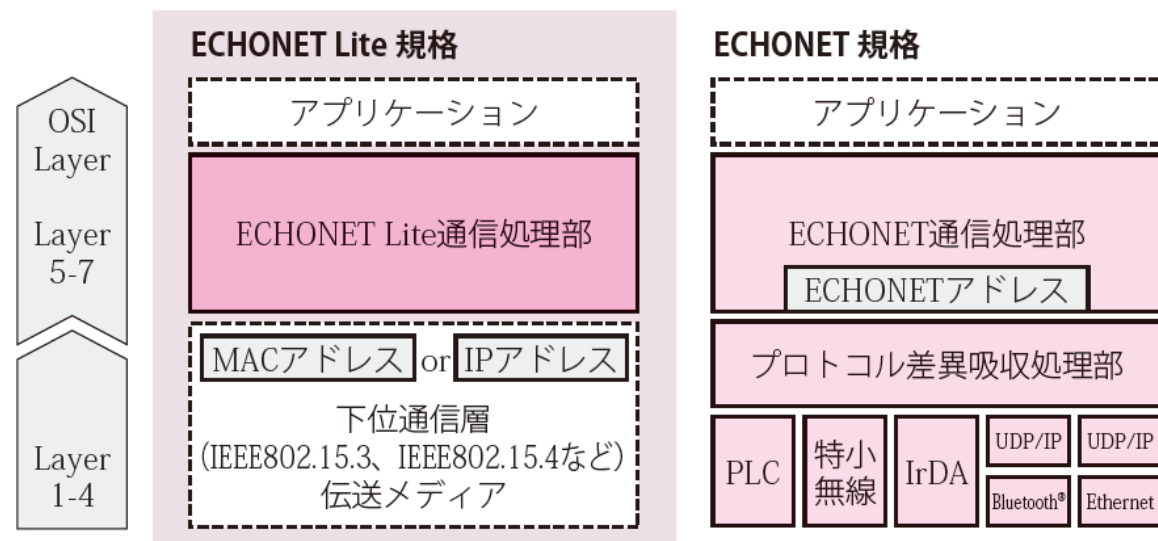 ECHONET Lite 規格
ECHONET 規格
OSI
Layer
Layer
5-7
Layer
1-4
アプリケーション
ECHONET Lite通信処理部
MACアドレス or IPアドレス
下位通信層
(IEEE802.15.3、IEEE802.15.4など)
伝送メディア
アプリケーション
ECHONET通信処理部
ECHONETアドレス
プロトコル差異吸収処理部
PLC
特小
無線
IrDA
UDP/IP
Bluetooth®
UDP/IP
Ethernet